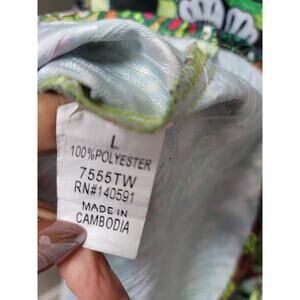 L
100%POLYESTER
7555TW
RN#140591
MADE IN
CAMBODIA